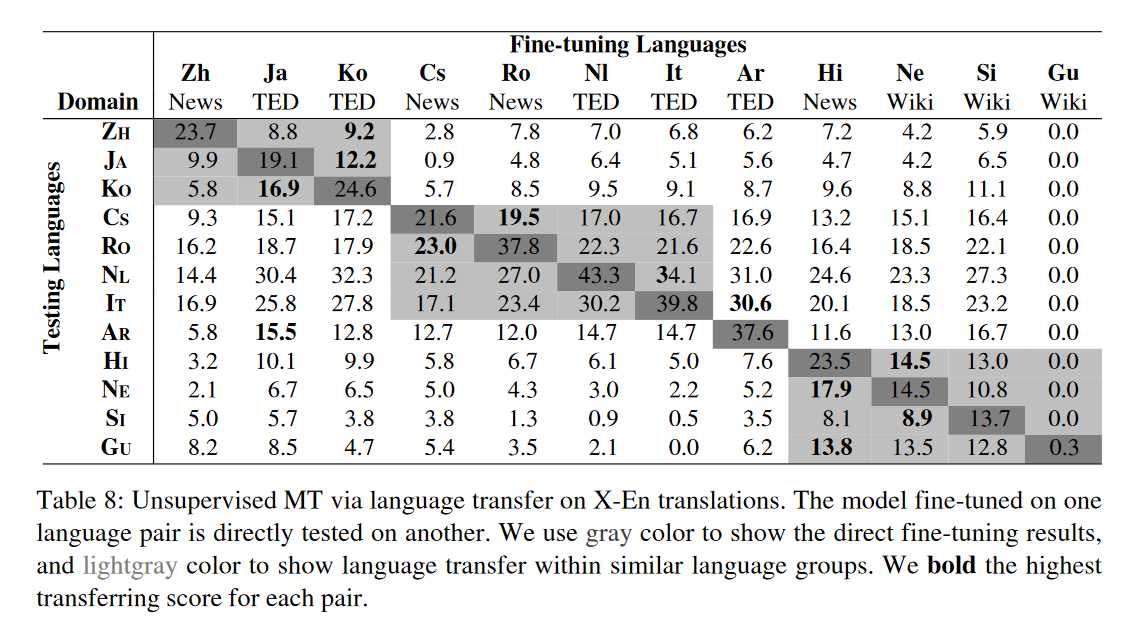 Fine-tuning Languages
Zh Ja Ko Cs Ro Nl It Ar Hi Ne Si Gu
Domain News TED TED News News TED TED TED News Wiki Wiki Wiki
Testing Languages
ZH 23.7 8.8 9.2 2.8 7.8 7.0 6.8 6.2 7.2 4.2 5.9 0.0
JA 9.9 19.1 12.2 0.9 4.8 6.4 5.1 5.6 4.7 4.2 6.5 0.0
KO 5.8 16.9 24.6 5.7 8.5 9.5 9.1 8.7 9.6 8.8 11.1 0.0
CS 9.3 15.1 17.2 21.6 19.5 17.0 16.7 16.9 13.2 15.1 16.4 0.0
RO 16.2 18.7 17.9 23.0 37.8 22.3 21.6 22.6 16.4 18.5 22.1 0.0
NL 14.4 30.4 32.3 21.2 27.0 43.3 34.1 31.0 24.6 23.3 27.3 0.0
IT 16.9 25.8 27.8 17.1 23.4 30.2 39.8 30.6 20.1 18.5 23.2 0.0
AR 5.8 15.5 12.8 12.7 12.0 14.7 14.7 37.6 11.6 13.0 16.7 0.0
HI 3.2 10.1 9.9 5.8 6.7 6.1 5.0 7.6 23.5 14.5 13.0 0.0
NE 2.1 6.7 6.5 5.0 4.3 3.0 2.2 5.2 17.9 14.5 10.8 0.0
SI 5.0 5.7 3.8 3.8 1.3 0.9 0.5 3.5 8.1 8.9 13.7 0.0
GU 8.2 8.5 4.7 5.4 3.5 2.1 0.0 6.2 13.8 13.5 12.8 0.3
Table 8: Unsupervised MT via language transfer on X-En translations. The model fine-tuned on one
language pair is directly tested on another. We use gray color to show the direct fine-tuning results,
and lightgray color to show language transfer within similar language groups. We bold the highest
transferring score for each pair.